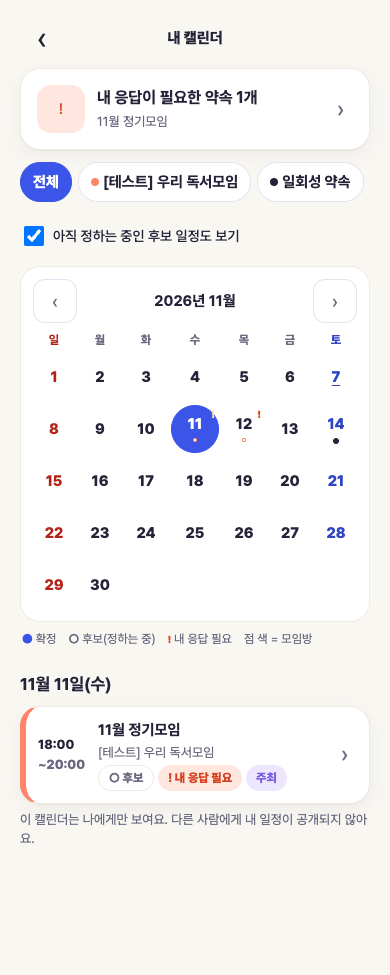 ‹ 내 캘린더
! 내 응답이 필요한 약속 1개 ›
11월 정기모임
전체 [테스트] 우리 독서모임 일회성 약속
아직 정하는 중인 후보 일정도 보기
‹ 2026년 11월 ›
일 월 화 수 목 금 토
1 2 3 4 5 6 7
8 9 10 11 ! 12 ! 13 14
15 16 17 18 19 20 21
22 23 24 25 26 27 28
29 30
확정 후보(정하는 중) ! 내 응답 필요 점 색 = 모임방
11월 11일(수)
11월 정기모임
18:00 [테스트] 우리 독서모임 ›
~20:00
후보 ! 내 응답 필요 주최
이 캘린더는 나에게만 보여요. 다른 사람에게 내 일정이 공개되지 않아
요.